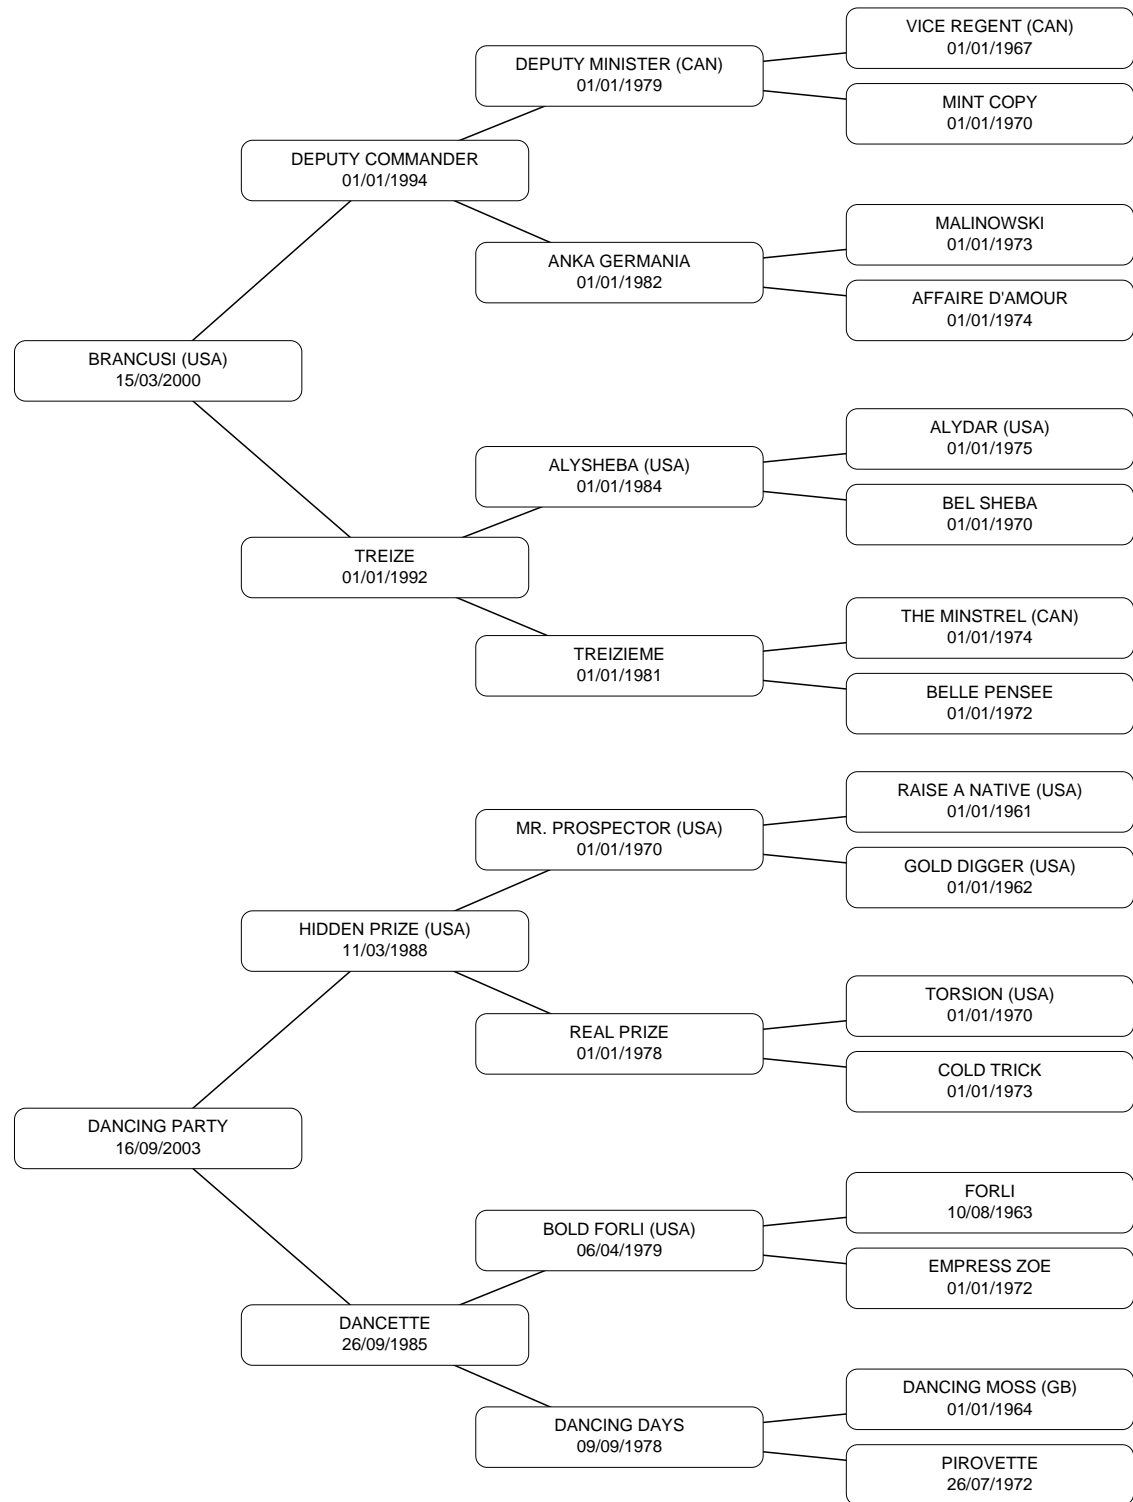 VICE REGENT (CAN)
01/01/1967
DEPUTY MINISTER (CAN)
01/01/1979
MINT COPY
01/01/1970
DEPUTY COMMANDER
01/01/1994
MALINOWSKI
01/01/1973
ANKA GERMANIA
01/01/1982
AFFAIRE D'AMOUR
01/01/1974
BRANCUSI (USA)
15/03/2000
ALYDAR (USA)
01/01/1975
ALYSHEBA (USA)
01/01/1984
BEL SHEBA
01/01/1970
TREIZE
01/01/1992
THE MINSTREL (CAN)
01/01/1974
TREIZIEME
01/01/1981
BELLE PENSEE
01/01/1972
RAISE A NATIVE (USA)
01/01/1961
MR. PROSPECTOR (USA)
01/01/1970
GOLD DIGGER (USA)
01/01/1962
HIDDEN PRIZE (USA)
11/03/1988
TORSION (USA)
01/01/1970
REAL PRIZE
01/01/1978
COLD TRICK
01/01/1973
DANCING PARTY
16/09/2003
FORLI
10/08/1963
BOLD FORLI (USA)
06/04/1979
EMPRESS ZOE
01/01/1972
DANCETTE
26/09/1985
DANCING MOSS (GB)
01/01/1964
DANCING DAYS
09/09/1978
PIROVETTE
26/07/1972